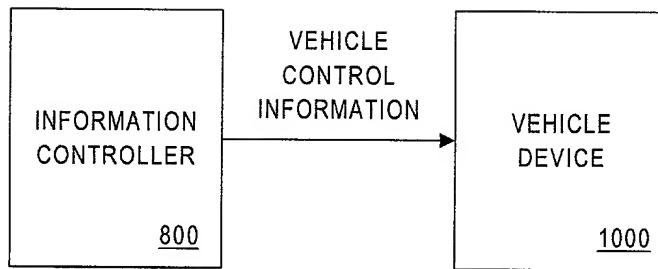 INFORMATION
CONTROLLER
800
VEHICLE
CONTROL
INFORMATION
VEHICLE
DEVICE
1000